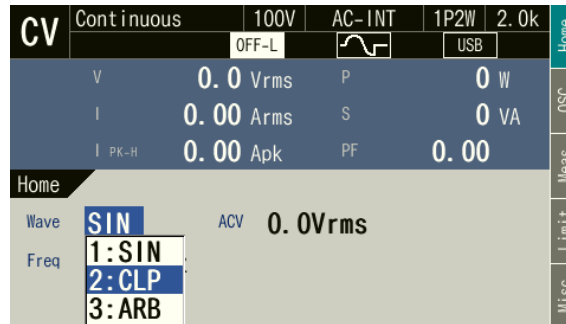 CV Continuous 100V AC-INT 1P2W 2.0k
OFF-L USB
V 0.0 Vrms P 0 W
I 0.00 Arms S 0 VA
I PK-H 0.00 Apk PF 0.00
Home
Wave SIN ACV 0.0Vrms
Freq
1:SIN
2:CLP
3:ARB
Home
OSC
Meas
Limit
Misc